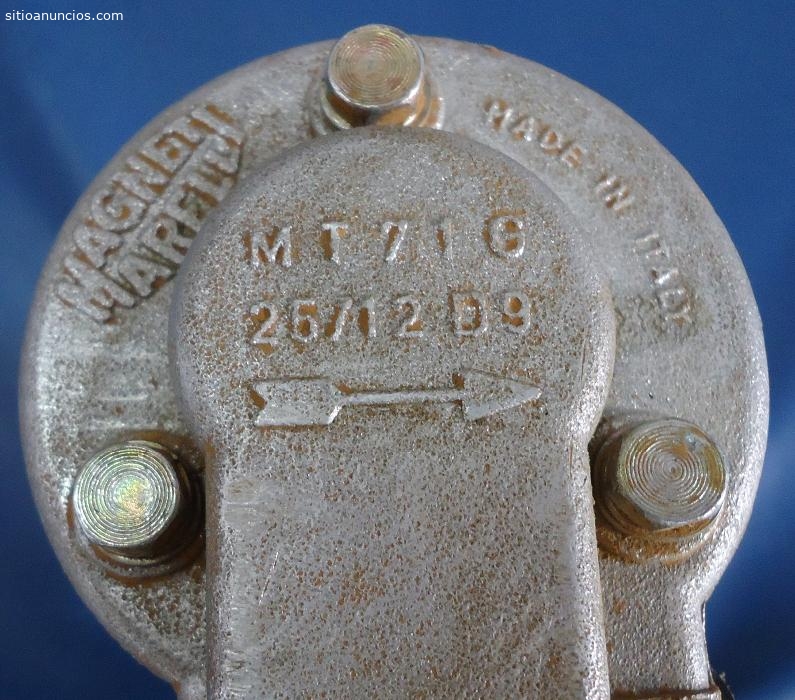 sitioanuncios.com
MAGNETI
MARELLI
MADE IN ITALY
MT71G
25/12 D9